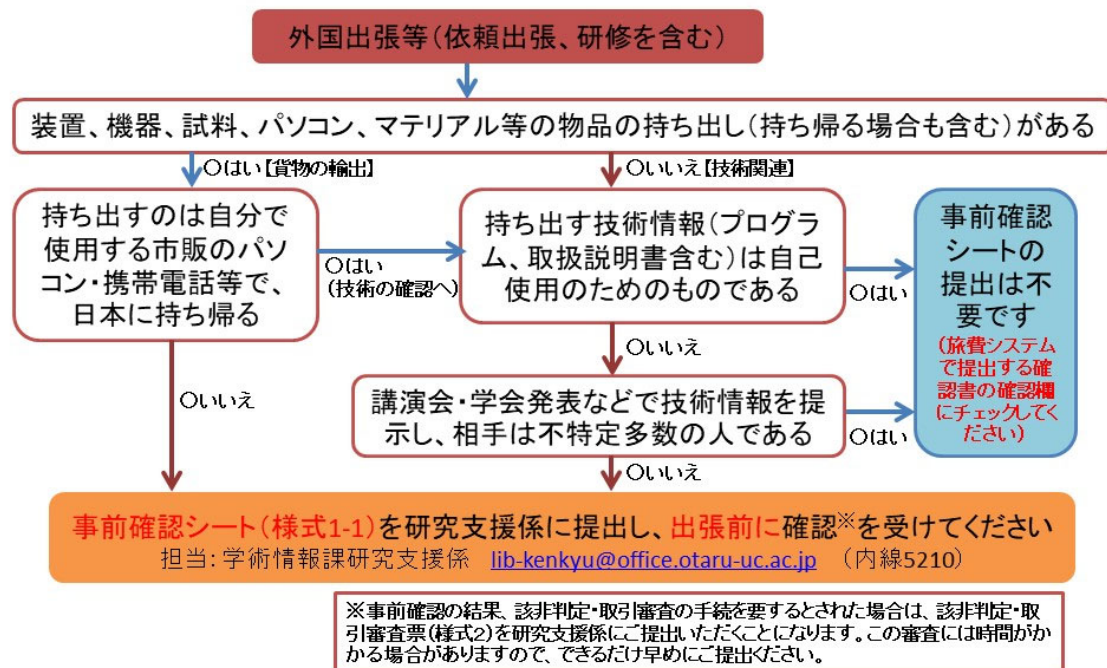 外国出張等（依頼出張、研修を含む）
装置、機器、試料、パソコン、マテリアル等の物品の持ち出し（持ち帰る場合も含む）がある
〇はい【貨物の輸出】
〇いいえ【技術関連】
持ち出すのは自分で
使用する市販のパソ
コン・携帯電話等で、
日本に持ち帰る
〇はい
（技術の確認へ）
持ち出す技術情報（プログラ
ム、取扱説明書含む）は自己
使用のためのものである
〇はい
事前確認
シートの
提出は不
要です
（旅費システム
で提出する確
認書の確認欄
にチェックしてく
ださい）
〇いいえ
〇いいえ
講演会・学会発表などで技術情報を提
示し、相手は不特定多数の人である
〇はい
〇いいえ
事前確認シート（様式1-1）を研究支援係に提出し、出張前に確認※を受けてください
担当：学術情報課研究支援係 lib-kenkyu@office.otaru-uc.ac.jp （内線5210）
※事前確認の結果、該非判定・取引審査の手続を要するとされた場合は、該非判定・取
引審査票（様式2）を研究支援係にご提出いただくことになります。この審査には時間がか
かる場合がありますので、できるだけ早めにご提出ください。